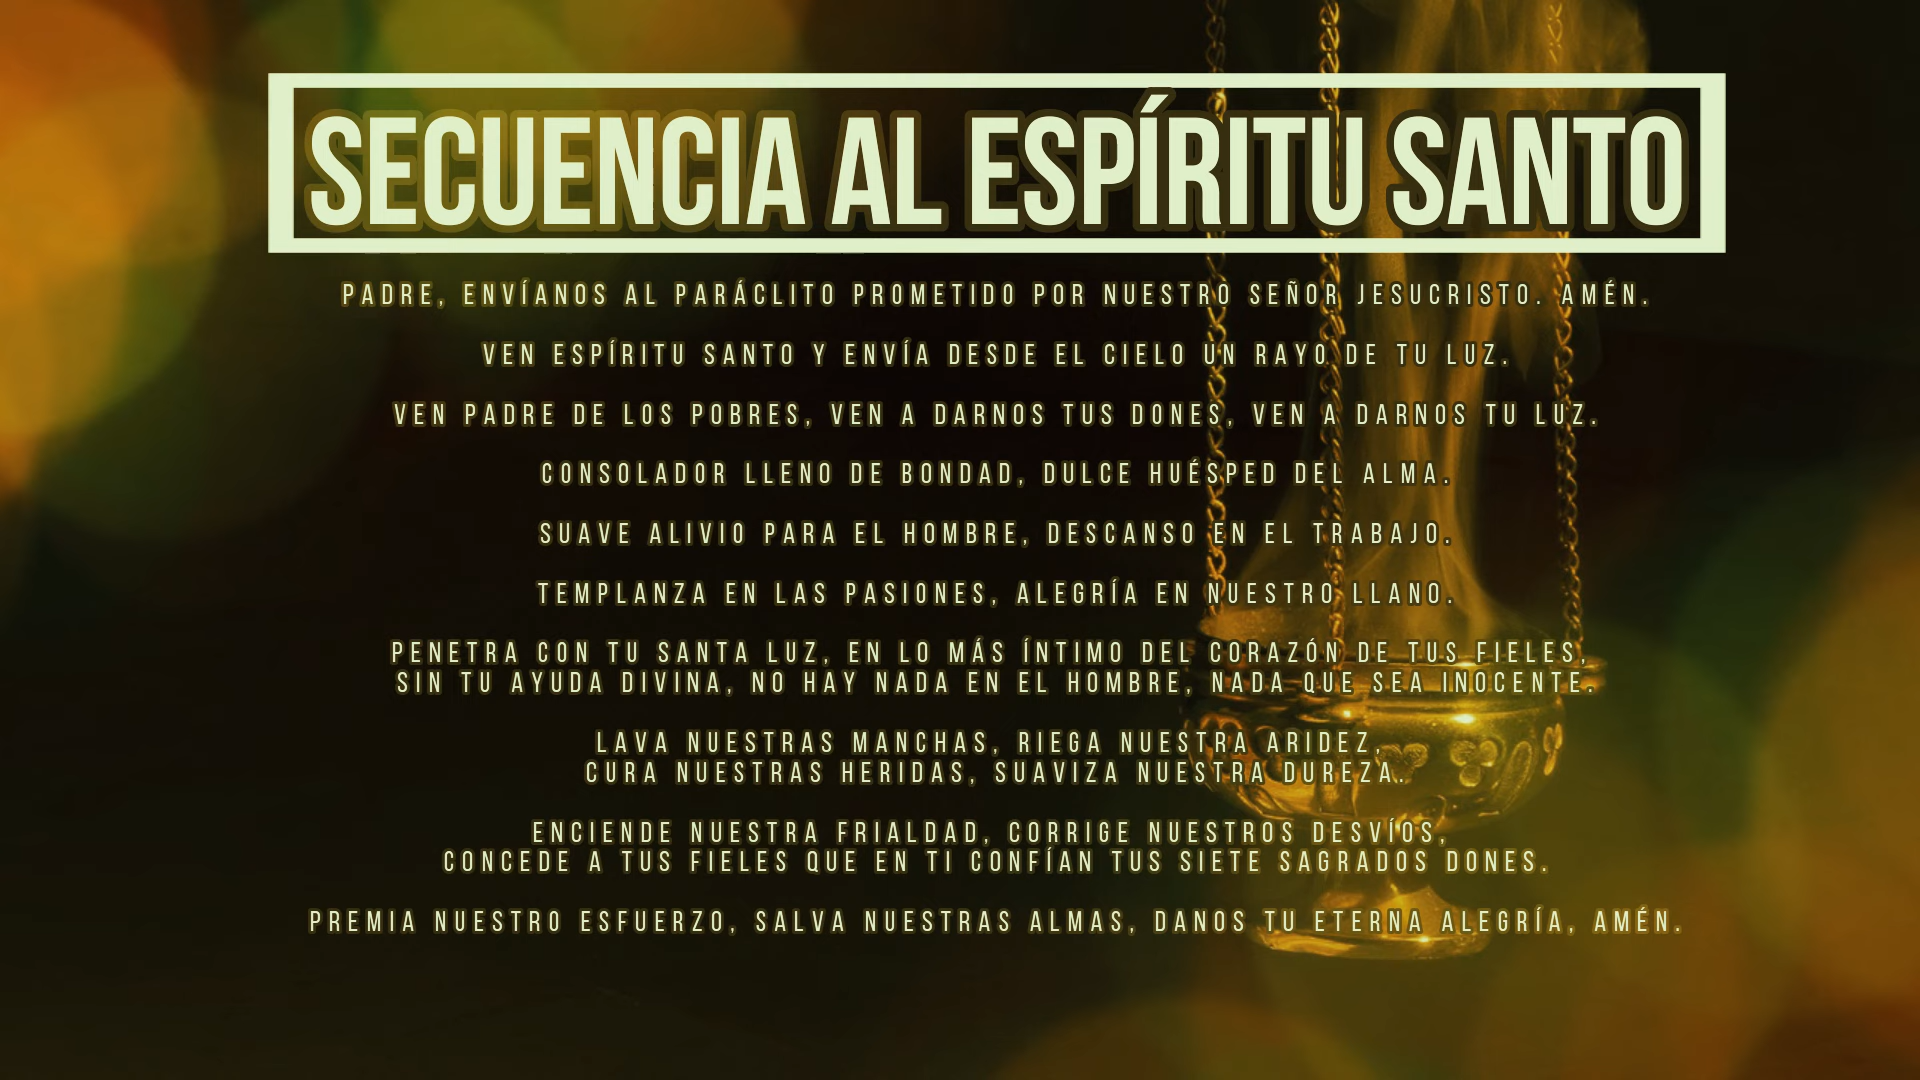 SECUENCIA AL ESPÍRITU SANTO
PADRE, ENVÍANOS AL PARÁCLITO PROMETIDO POR NUESTRO SEÑOR JESUCRISTO. AMÉN.
VEN ESPÍRITU SANTO Y ENVÍA DESDE EL CIELO UN RAYO DE TU LUZ.
VEN PADRE DE LOS POBRES, VEN A DARNOS TUS DONES, VEN A DARNOS TU LUZ.
CONSOLADOR LLENO DE BONDAD, DULCE HUÉSPED DEL ALMA.
SUAVE ALIVIO PARA EL HOMBRE, DESCANSO EN EL TRABAJO.
TEMPLANZA EN LAS PASIONES, ALEGRÍA EN NUESTRO LLANO.
PENETRA CON TU SANTA LUZ, EN LO MÁS ÍNTIMO DEL CORAZÓN DE TUS FIELES,
SIN TU AYUDA DIVINA, NO HAY NADA EN EL HOMBRE, NADA QUE SEA INOCENTE.
LAVA NUESTRAS MANCHAS, RIEGA NUESTRA ARIDEZ,
CURA NUESTRAS HERIDAS, SUAVIZA NUESTRA DUREZA.
ENCIENDE NUESTRA FRIALDAD, CORRIGE NUESTROS DESVÍOS,
CONCEDE A TUS FIELES QUE EN TI CONFÍAN TUS SIETE SAGRADOS DONES.
PREMIA NUESTRO ESFUERZO, SALVA NUESTRAS ALMAS, DANOS TU ETERNA ALEGRÍA, AMÉN.